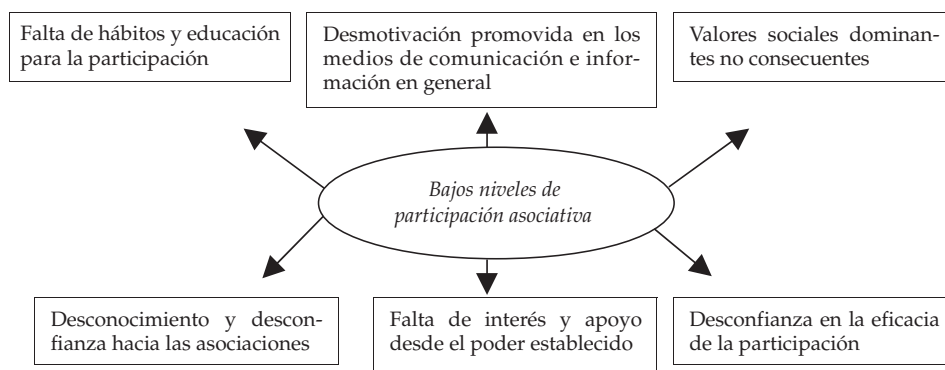 Falta de hábitos y educación
para la participación
Desmotivación promovida en los
medios de comunicación e infor-
mación en general
Valores sociales dominan-
tes no consecuentes
Bajos niveles de
participación asociativa
Desconocimiento y descon-
fianza hacia las asociaciones
Falta de interés y apoyo
desde el poder establecido
Desconfianza en la eficacia
de la participación